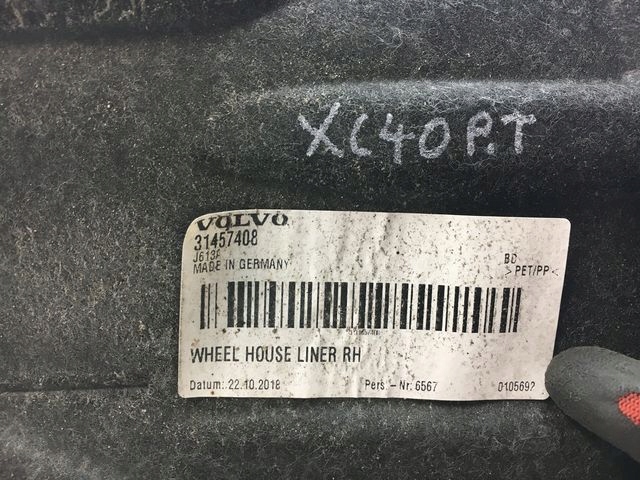 XC40 P.T
VOLVO
31457408
J613A
MADE IN GERMANY
BD
>PET/PP<
WHEEL HOUSE LINER RH
Datum: 22.10.2018 Pers. - Nr: 6567 0105692